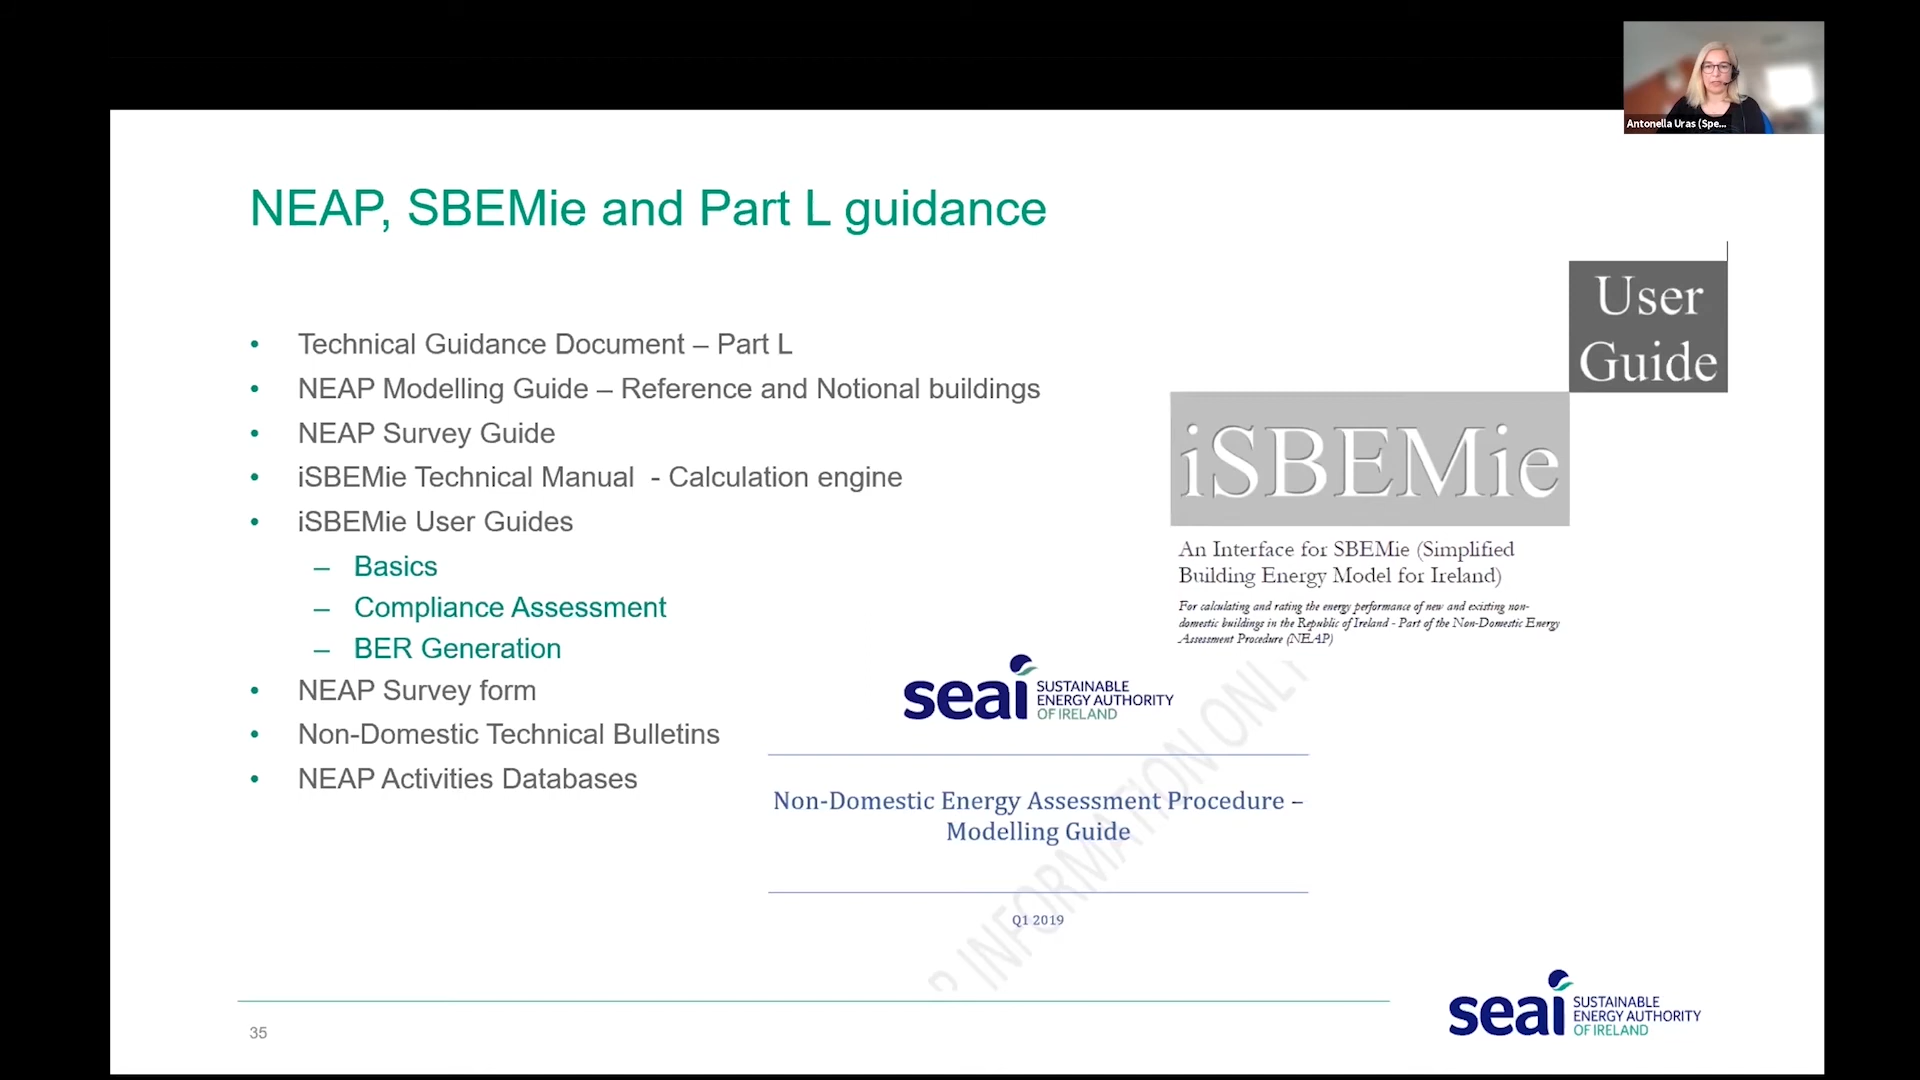 Antonella Uras (Spe...
NEAP, SBEMie and Part L guidance
• Technical Guidance Document – Part L
• NEAP Modelling Guide – Reference and Notional buildings
• NEAP Survey Guide
• iSBEMie Technical Manual - Calculation engine
• iSBEMie User Guides
– Basics
– Compliance Assessment
– BER Generation
• NEAP Survey form
• Non-Domestic Technical Bulletins
• NEAP Activities Databases
User
Guide
iSBEMie
An Interface for SBEMie (Simplified
Building Energy Model for Ireland)
For calculating and rating the energy performance of new and existing non-
domestic buildings in the Republic of Ireland - Part of the Non-Domestic Energy
Assessment Procedure (NEAP)
seai SUSTAINABLE
ENERGY AUTHORITY
OF IRELAND
Non-Domestic Energy Assessment Procedure –
Modelling Guide
Q1 2019
R INFORMATION ONLY
35
seai SUSTAINABLE
ENERGY AUTHORITY
OF IRELAND